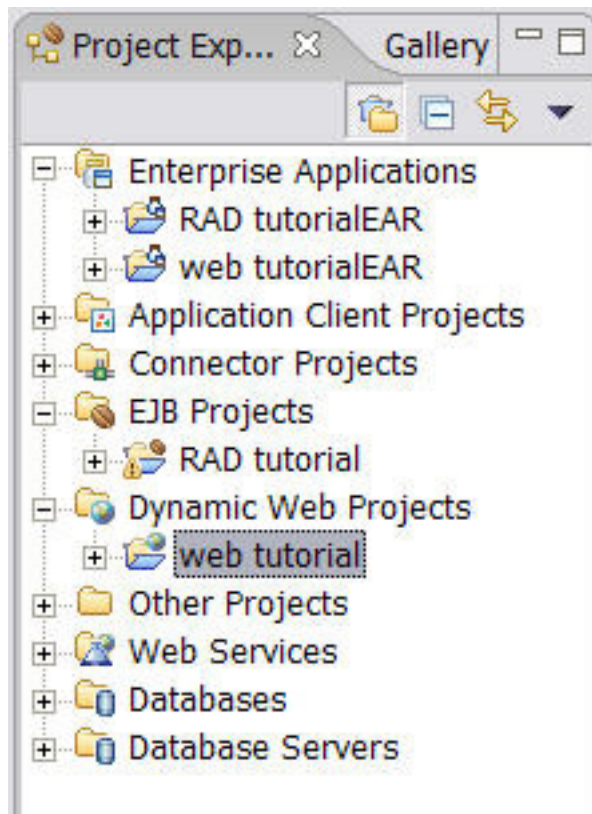 Project Exp... Gallery
Enterprise Applications
RAD tutorialEAR
web tutorialEAR
Application Client Projects
Connector Projects
EJB Projects
RAD tutorial
Dynamic Web Projects
web tutorial
Other Projects
Web Services
Databases
Database Servers